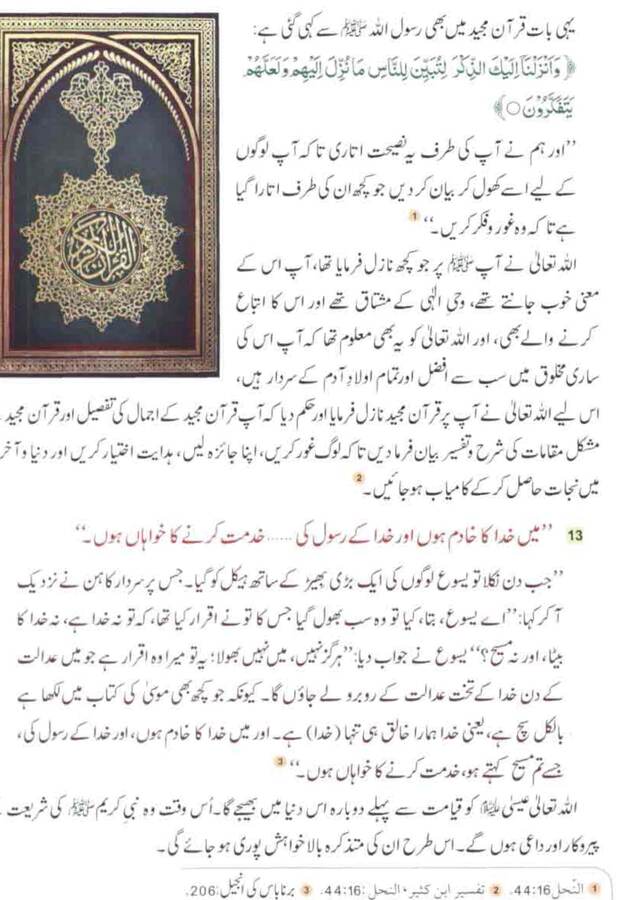 یہی بات قرآن مجید میں بھی رسول اللہ ﷺ سے کہی گئی ہے:
﴿وَأَنْزَلْنَآ إِلَيْكَ الذِّكْرَ لِتُبَيِّنَ لِلنَّاسِ مَا نُزِّلَ إِلَيْهِمْ وَلَعَلَّهُمْ
يَتَفَكَّرُوْنَ○﴾
”اور ہم نے آپ کی طرف یہ نصیحت اتاری تاکہ آپ لوگوں
کے لیے اسے کھول کر بیان کر دیں جو کچھ ان کی طرف اتارا گیا
ہے تاکہ وہ غور و فکر کریں۔“ 1
اللہ تعالیٰ نے آپ ﷺ پر جو کچھ نازل فرمایا تھا، آپ اس کے
معنی خوب جانتے تھے، وحیِ الٰہی کے مشتاق تھے اور اس کا اتباع
کرنے والے بھی، اور اللہ تعالیٰ کو یہ بھی معلوم تھا کہ آپ اس کی
ساری مخلوق میں سب سے افضل اور تمام اولادِ آدم کے سردار ہیں،
اس لیے اللہ تعالیٰ نے آپ پر قرآن مجید نازل فرمایا اور حکم دیا کہ آپ قرآن مجید کے اجمال کی تفصیل اور قرآن مجید
مشکل مقامات کی شرح و تفسیر بیان فرما دیں تاکہ لوگ غور کریں، اپنا جائزہ لیں، ہدایت اختیار کریں اور دنیا و آخر
میں نجات حاصل کر کے کامیاب ہو جائیں۔ 2
13 ”میں خدا کا خادم ہوں اور خدا کے رسول کی ...... خدمت کرنے کا خواہاں ہوں۔“
”جب دن نکلا تو یسوع لوگوں کی ایک بڑی بھیڑ کے ساتھ ہیکل کو گیا۔ جس پر سردار کاہن نے نزدیک
آ کر کہا: ”اے یسوع، بتا، کیا تو وہ سب بھول گیا جس کا تو نے اقرار کیا تھا، کہ تو نہ خدا ہے، نہ خدا کا
بیٹا، اور نہ مسیح؟“ یسوع نے جواب دیا: ”ہرگز نہیں، میں نہیں بھولا؛ یہ تو میرا وہ اقرار ہے جو میں عدالت
کے دن خدا کے تخت عدالت کے روبرو لے جاؤں گا۔ کیونکہ جو کچھ بھی موسیٰ کی کتاب میں لکھا ہے
بالکل سچ ہے، یعنی خدا ہمارا خالق ہی تنہا (خدا) ہے۔ اور میں خدا کا خادم ہوں، اور خدا کے رسول کی،
جسے تم مسیح کہتے ہو، خدمت کرنے کا خواہاں ہوں۔“ 3
اللہ تعالیٰ عیسیٰ علیہ السلام کو قیامت سے پہلے دوبارہ اس دنیا میں بھیجے گا۔ اُس وقت وہ نبی کریم ﷺ کی شریعت
پیروکار اور داعی ہوں گے۔ اس طرح ان کی متذکرہ بالا خواہش پوری ہو جائے گی۔
1 النّحل 44:16. 2 تفسیر ابن کثیر، النحل:44:16. 3 برناباس کی انجیل:206.
القرآن الكريم